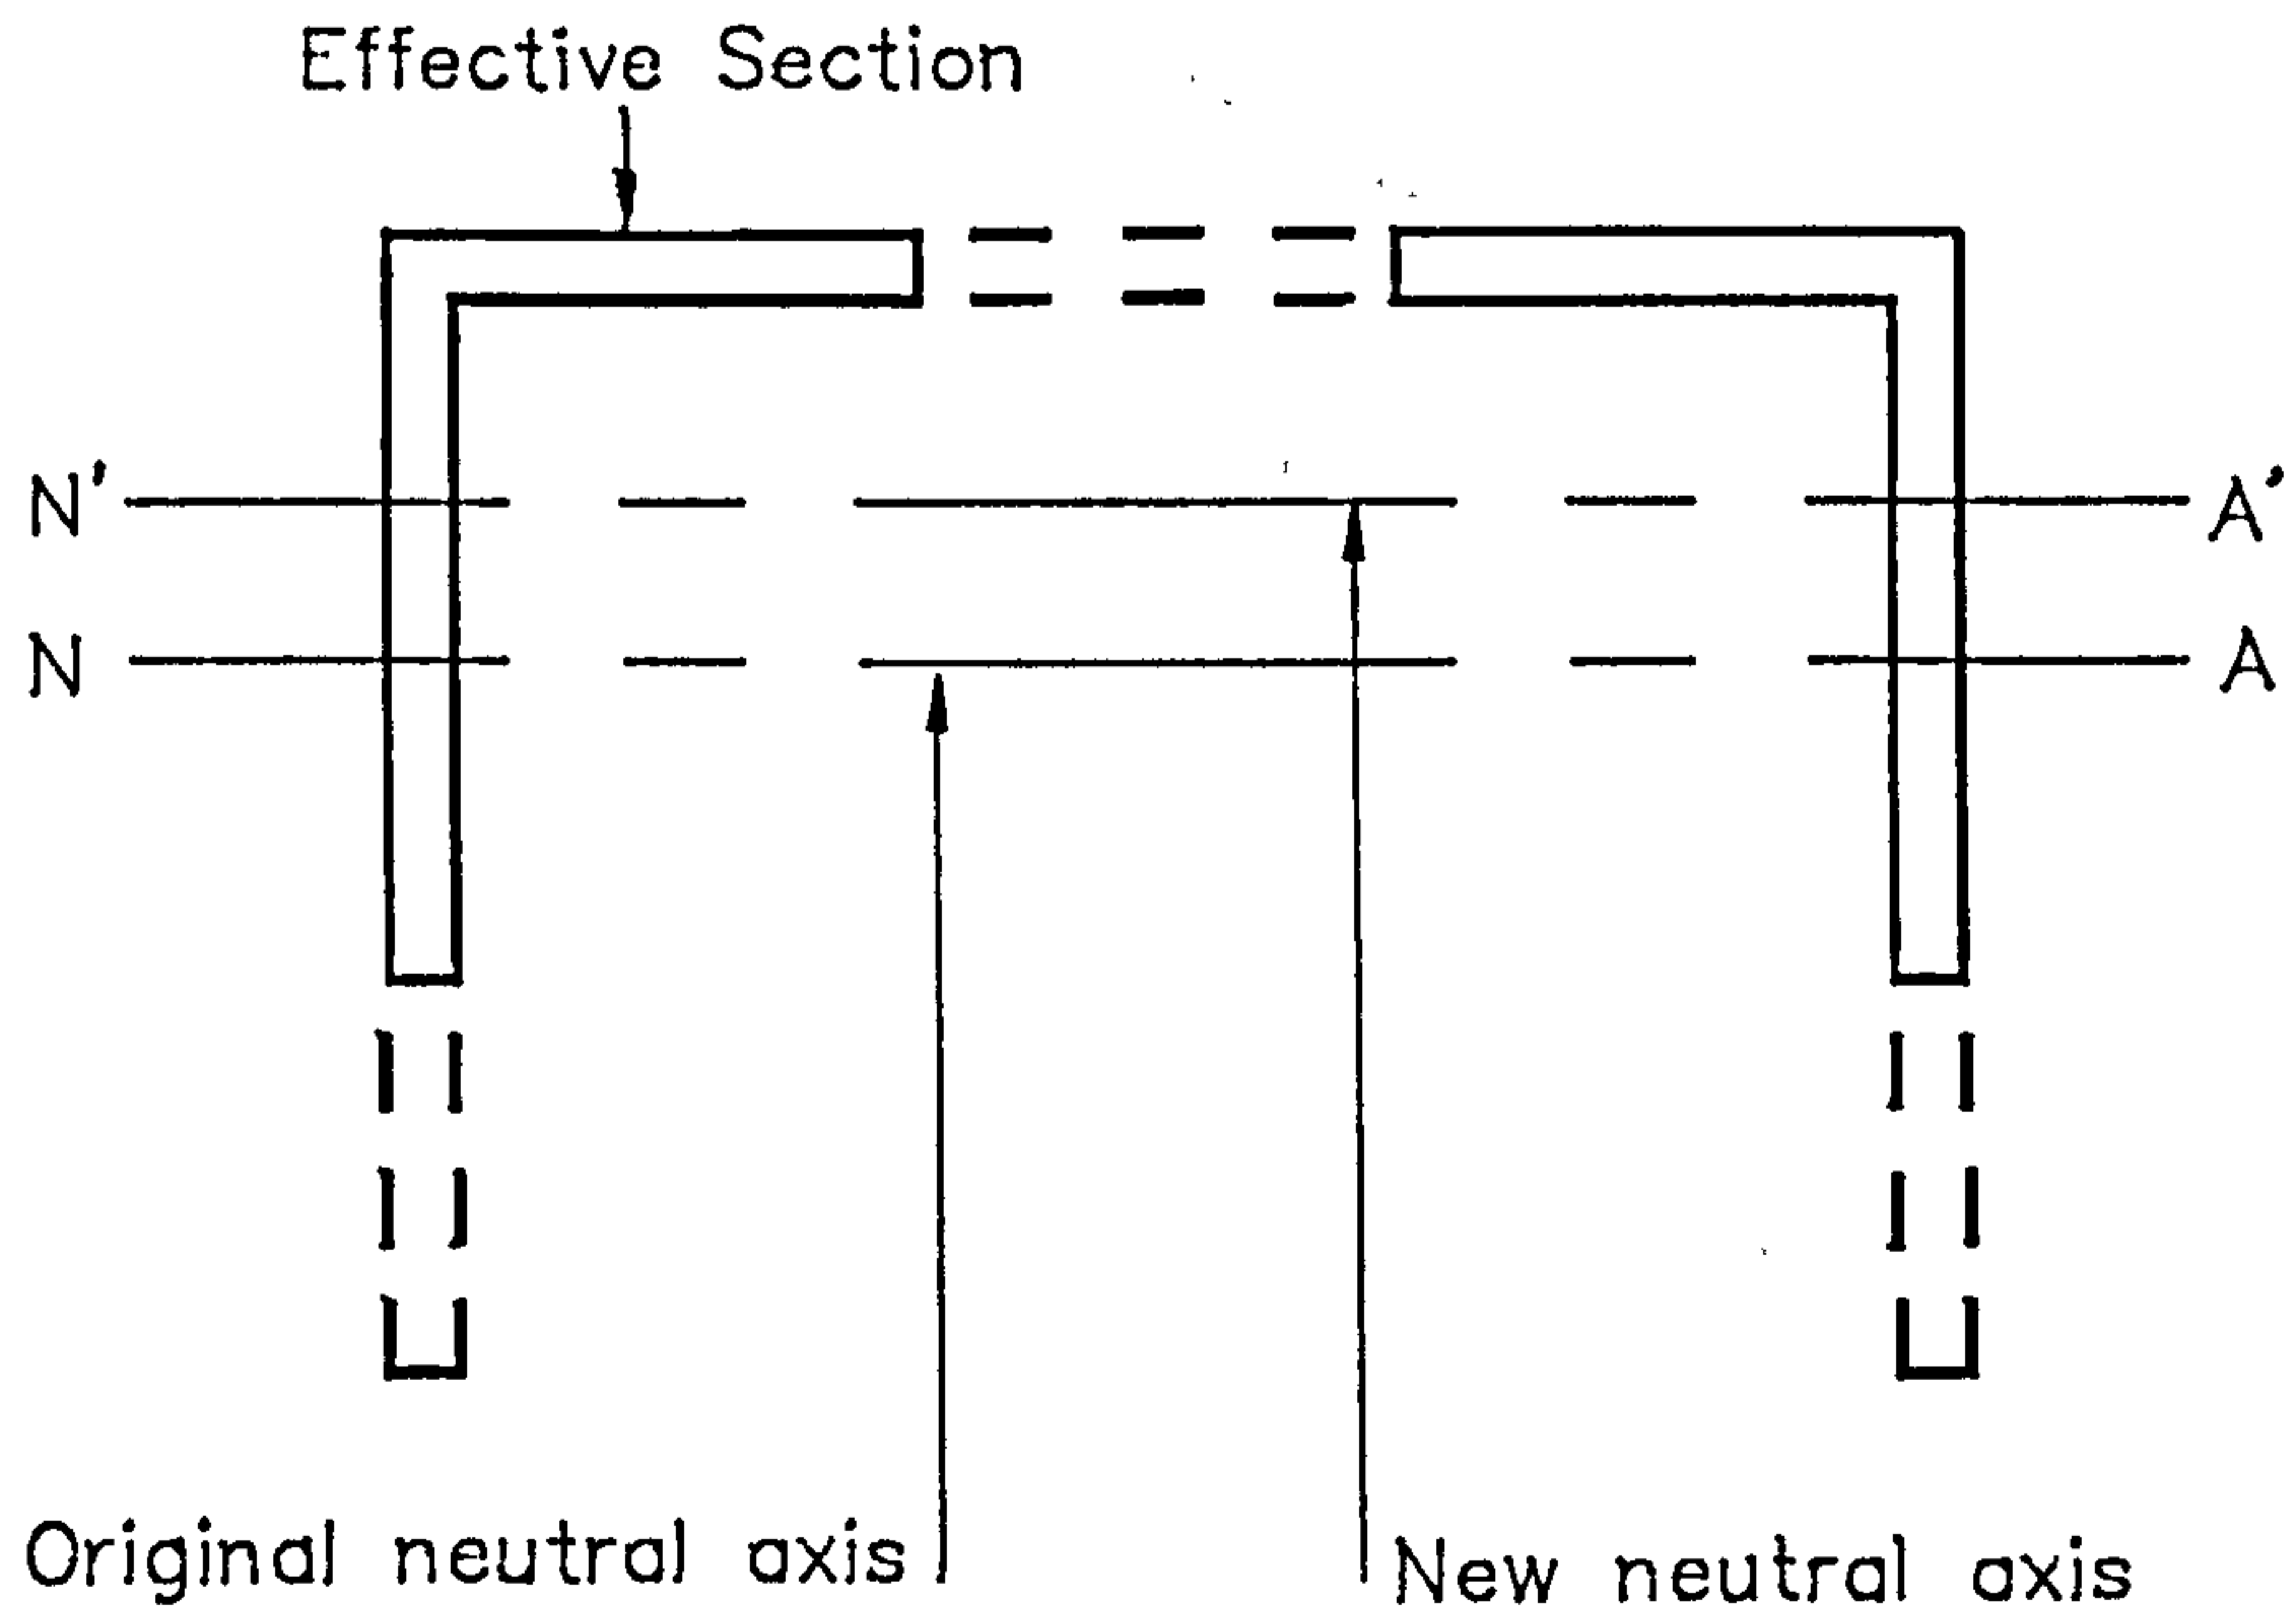 Effective Section
N' A'
N A
Original neutral axis New neutral axis